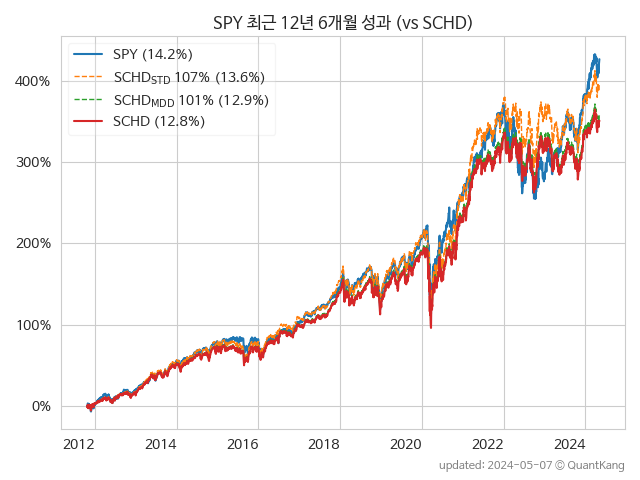 SPY 최근 12년 6개월 성과 (vs SCHD)
SPY (14.2%)
SCHD_STD 107% (13.6%)
SCHD_MDD 101% (12.9%)
SCHD (12.8%)
400%
300%
200%
100%
0%
2012 2014 2016 2018 2020 2022 2024
updated: 2024-05-07 © QuantKang